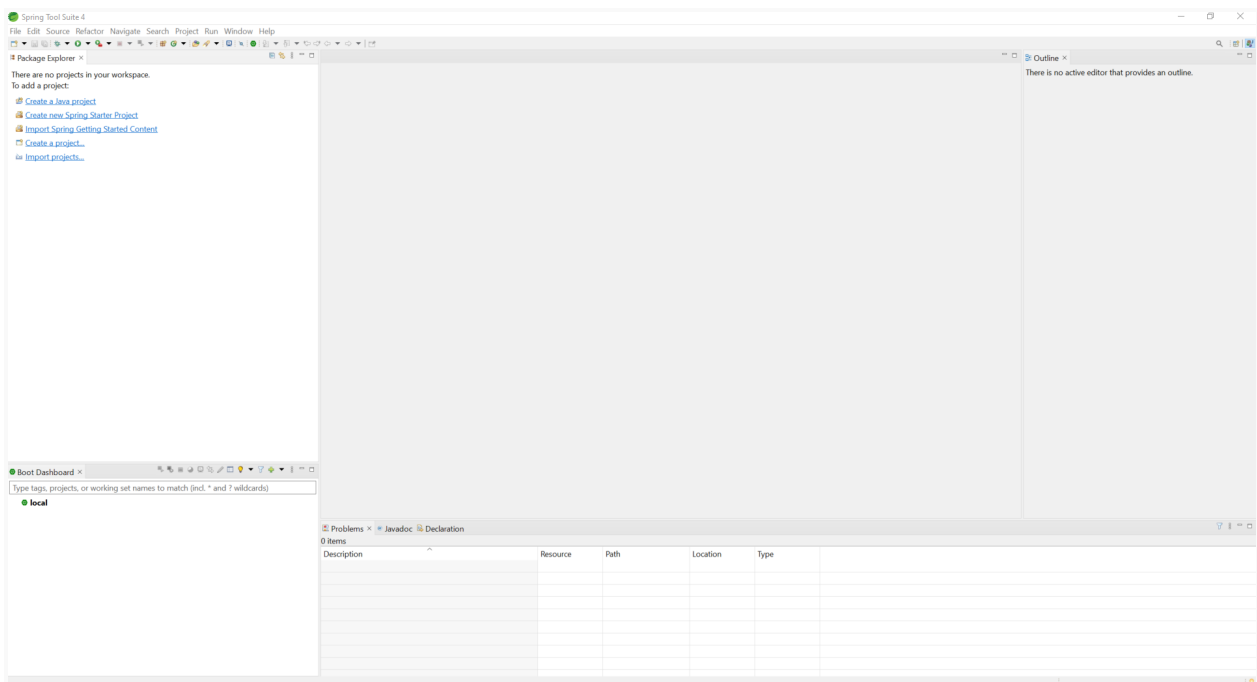 Spring Tool Suite 4
File Edit Source Refactor Navigate Search Project Run Window Help
Package Explorer
There are no projects in your workspace.
To add a project:
Create a Java project
Create new Spring Starter Project
Import Spring Getting Started Content
Create a project...
Import projects...
Outline
There is no active editor that provides an outline.
Boot Dashboard
Type tags, projects, or working set names to match (incl. * and ? wildcards)
local
Problems Javadoc Declaration
0 items
Description Resource Path Location Type